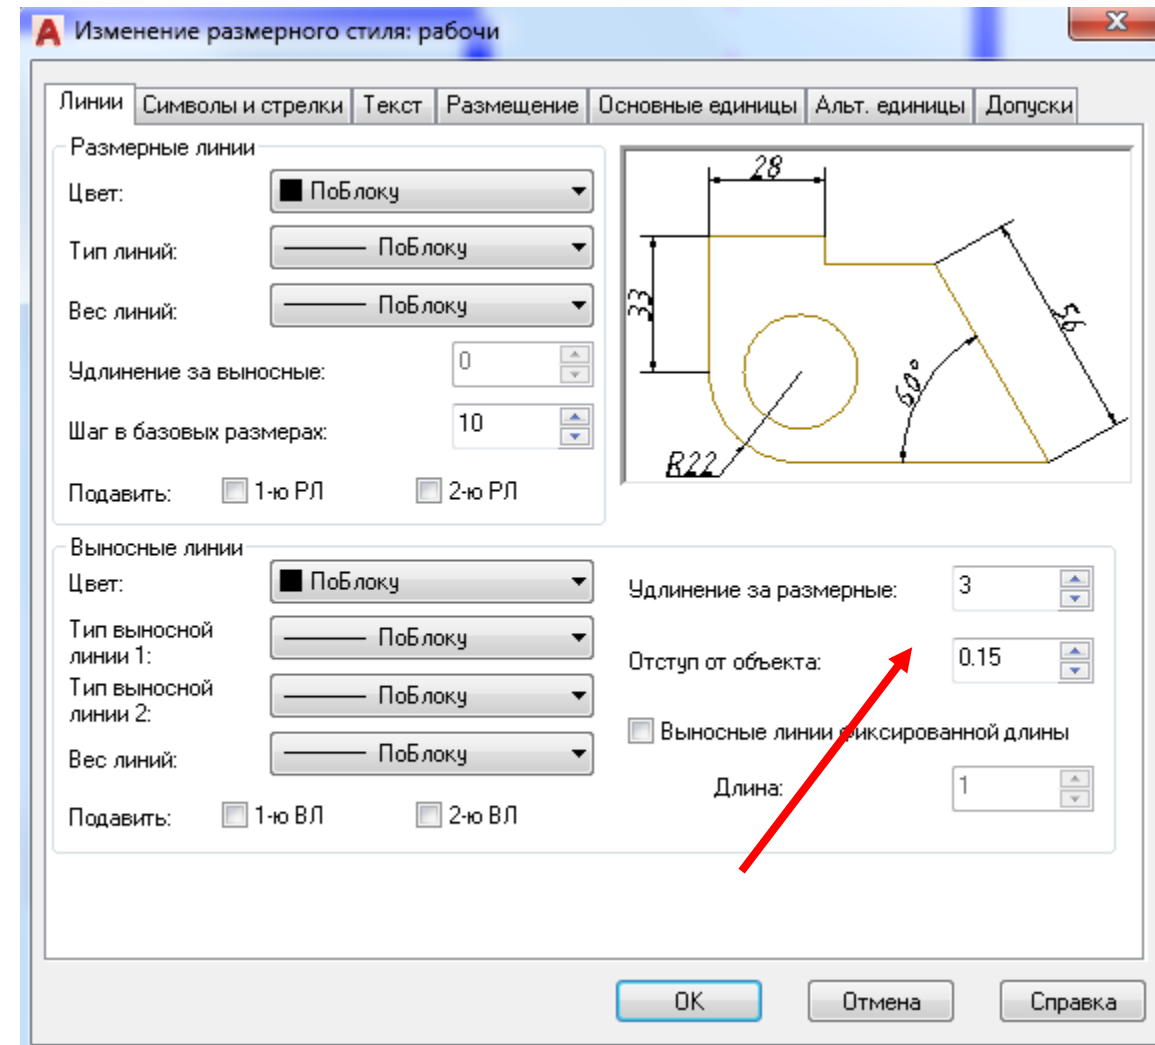 Изменение размерного стиля: рабочи
Линии Символы и стрелки Текст Размещение Основные единицы Альт. единицы Допуски
Размерные линии
Цвет: ПоБлоку
Тип линий: ПоБлоку
Вес линий: ПоБлоку
Удлинение за выносные: 0
Шаг в базовых размерах: 10
Подавить: 1-ю РЛ 2-ю РЛ
28
33
56
60°
R22
Выносные линии
Цвет: ПоБлоку
Тип выносной
линии 1: ПоБлоку
Тип выносной
линии 2: ПоБлоку
Вес линий: ПоБлоку
Подавить: 1-ю ВЛ 2-ю ВЛ
Удлинение за размерные: 3
Отступ от объекта: 0.15
Выносные линии фиксированной длины
Длина: 1
OK Отмена Справка